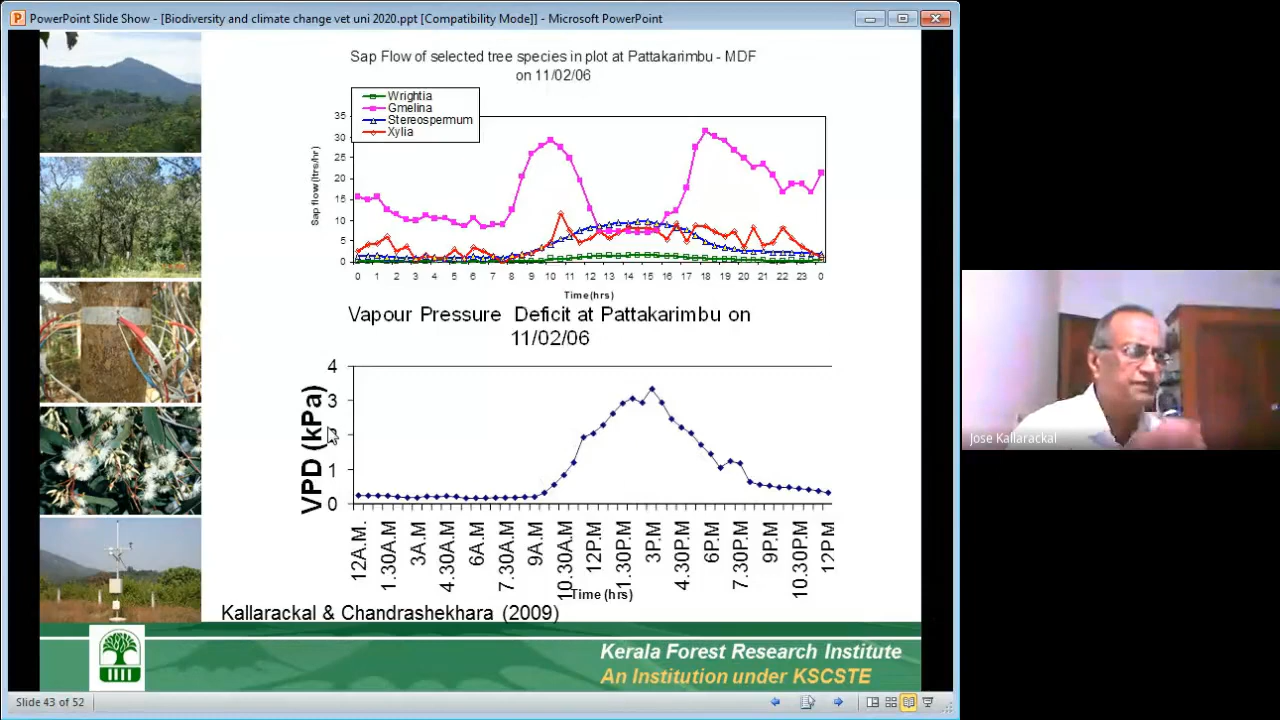 PowerPoint Slide Show - [Biodiversity and climate change vet uni 2020.ppt [Compatibility Mode]] - Microsoft PowerPoint
Sap Flow of selected tree species in plot at Pattakarimbu - MDF
on 11/02/06
Wrightia
Gmelina
Stereospermum
Xylia
Sap flow(ltrs/hr)
35
30
25
20
15
10
5
0
0 1 2 3 4 5 6 7 8 9 10 11 12 13 14 15 16 17 18 19 20 21 22 23 0
Time(hrs)
Vapour Pressure Deficit at Pattakarimbu on
11/02/06
VPD (kPa)
4
3
2
1
0
12A.M. 1.30A.M 3A.M 4.30A.M 6A.M 7.30A.M 9A.M 10.30A.M 12P.M 1.30P.M 3P.M 4.30P.M 6P.M 7.30P.M 9P.M 10.30P.M 12P.M
Time (hrs)
Kallarackal & Chandrashekhara (2009)
Kerala Forest Research Institute
An Institution under KSCSTE
Slide 43 of 52
Jose Kallarackal